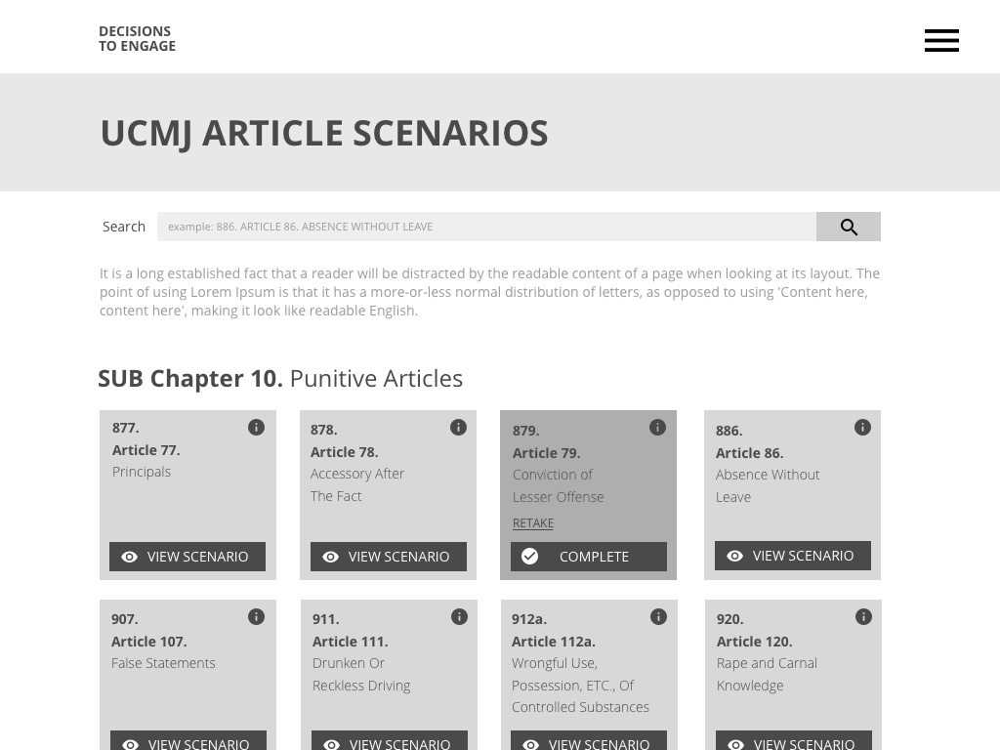 DECISIONS
TO ENGAGE
UCMJ ARTICLE SCENARIOS
Search
example: 886. ARTICLE 86. ABSENCE WITHOUT LEAVE
It is a long established fact that a reader will be distracted by the readable content of a page when looking at its layout. The
point of using Lorem Ipsum is that it has a more-or-less normal distribution of letters, as opposed to using 'Content here,
content here', making it look like readable English.
SUB Chapter 10. Punitive Articles
877.
Article 77.
Principals
VIEW SCENARIO
878.
Article 78.
Accessory After
The Fact
VIEW SCENARIO
879.
Article 79.
Conviction of
Lesser Offense
RETAKE
COMPLETE
886.
Article 86.
Absence Without
Leave
VIEW SCENARIO
907.
Article 107.
False Statements
VIEW SCENARIO
911.
Article 111.
Drunken Or
Reckless Driving
VIEW SCENARIO
912a.
Article 112a.
Wrongful Use,
Possession, ETC., Of
Controlled Substances
VIEW SCENARIO
920.
Article 120.
Rape and Carnal
Knowledge
VIEW SCENARIO